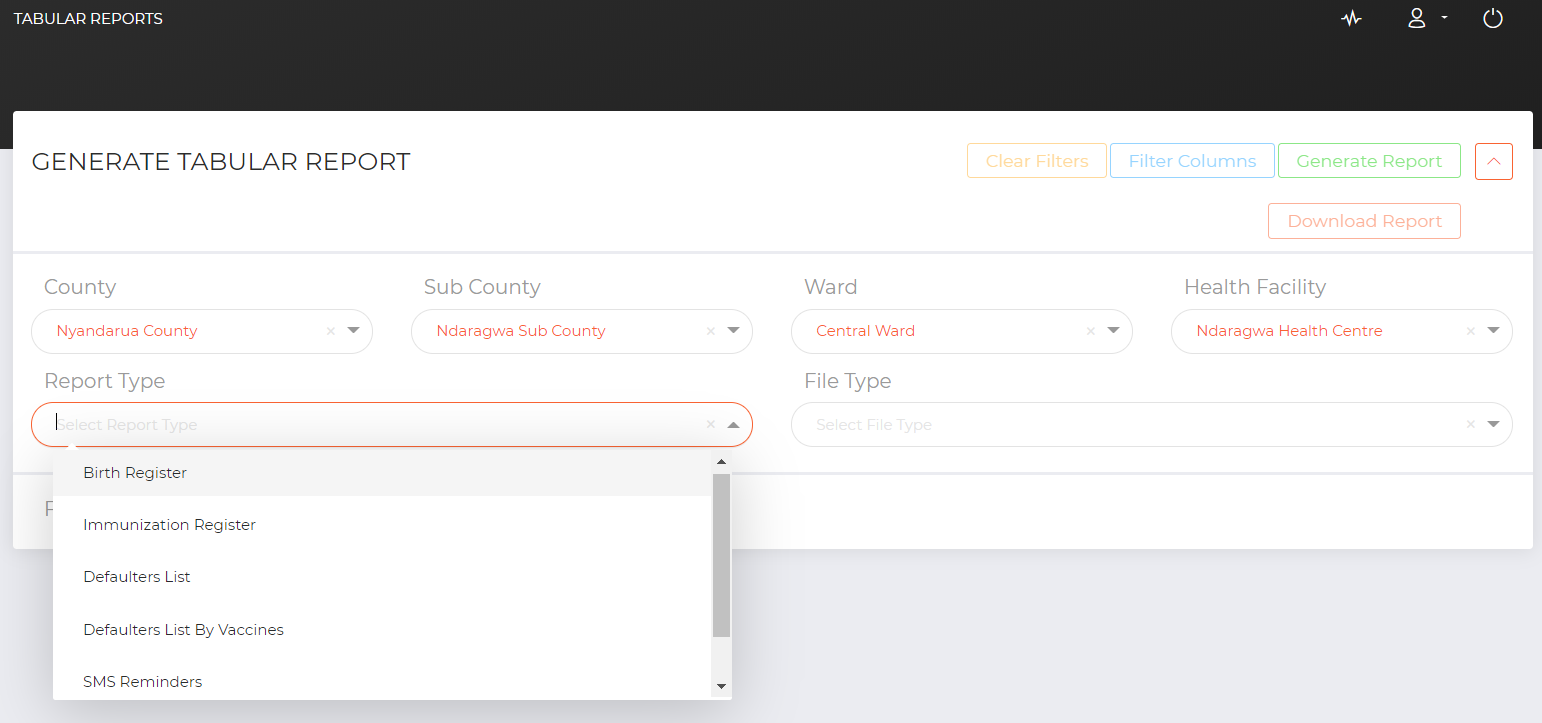 TABULAR REPORTS
GENERATE TABULAR REPORT
Clear Filters
Filter Columns
Generate Report
Download Report
County
Sub County
Ward
Health Facility
Nyandarua County
Ndaragwa Sub County
Central Ward
Ndaragwa Health Centre
Report Type
File Type
Select Report Type
Select File Type
Birth Register
Immunization Register
Defaulters List
Defaulters List By Vaccines
SMS Reminders